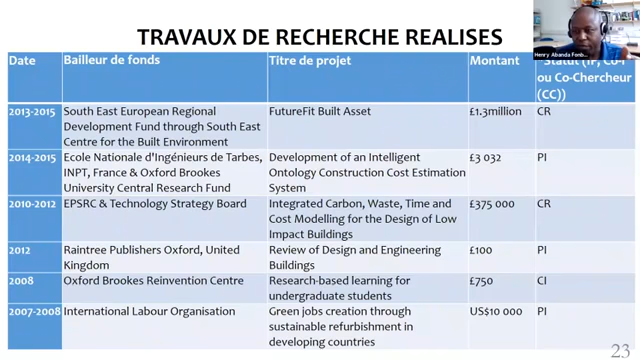 TRAVAUX DE RECHERCHE REALISES
Henry Abanda Fonb...
Date Bailleur de fonds Titre de projet Montant Statut (IP, Co-I
ou Co-Chercheur
(CC))
2013-2015 South East European Regional FutureFit Built Asset £1.3million CR
Development Fund through South East
Centre for the Built Environment
2014-2015 Ecole Nationale d'Ingénieurs de Tarbes, Development of an Intelligent £3 032 PI
INPT, France & Oxford Brookes Ontology Construction Cost Estimation
University Central Research Fund System
2010-2012 EPSRC & Technology Strategy Board Integrated Carbon, Waste, Time and £375 000 CR
Cost Modelling for the Design of Low
Impact Buildings
2012 Raintree Publishers Oxford, United Review of Design and Engineering £100 PI
Kingdom Buildings
2008 Oxford Brookes Reinvention Centre Research-based learning for £750 CI
undergraduate students
2007-2008 International Labour Organisation Green jobs creation through US$10 000 PI
sustainable refurbishment in
developing countries
23